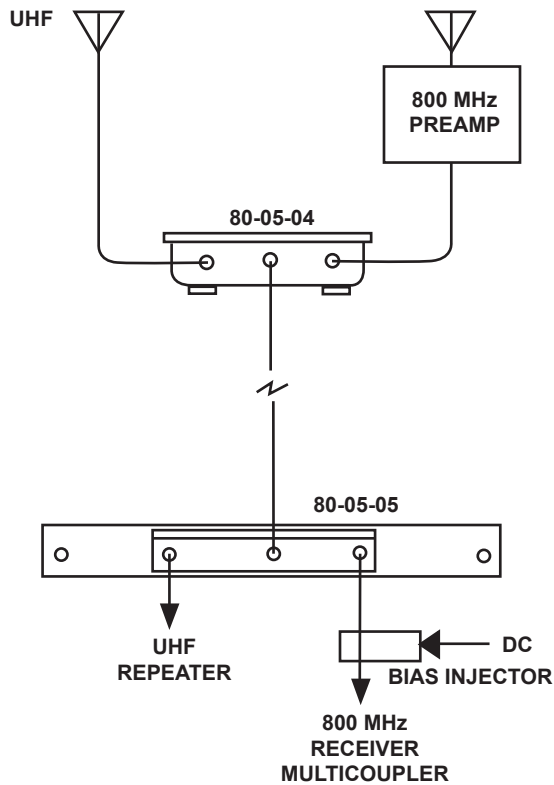 UHF
800 MHz
PREAMP
80-05-04
80-05-05
UHF
REPEATER
DC
BIAS INJECTOR
800 MHz
RECEIVER
MULTICOUPLER